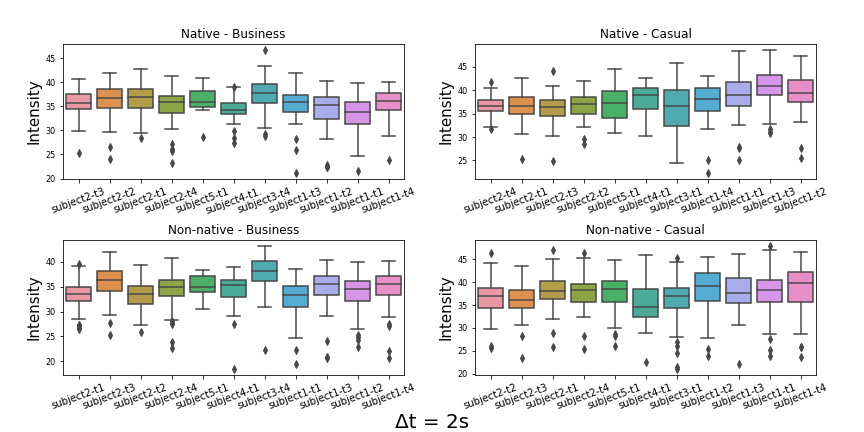 Native - Business
Native - Casual
Intensity
45
40
35
30
25
20
subject2-t3
subject2-t2
subject2-t1
subject2-t4
subject5-t1
subject4-t1.
subject3-t4
subject1-t3
subject1-t2
subject1-t1
subject1-t4
Intensity
45
40
35
30
25
subject2-t4
subject2-t1
subject2-t3
subject2-t2
subject5-t1
subject4-t1
subject3-t1
subject1-t4
subject1-t1
subject1-t3
subject1-t2
Non-native - Business
Non-native - Casual
Intensity
40
35
30
25
20
subject2-t1
subject2-t3
subject2-t2
subject2-t4
subject5-t1
subject4-t1
subject3-t4
subject1-t3
subject1-t2
subject1-t1
subject1-t4
Intensity
45
40
35
30
25
20
subject2-t2
subject2-t3
subject2-t1
subject2-t4
subject5-t1
subject4-t1
subject3-t1
subject1-t2
subject1-t1
subject1-t3
subject1-t4
Δt = 2s